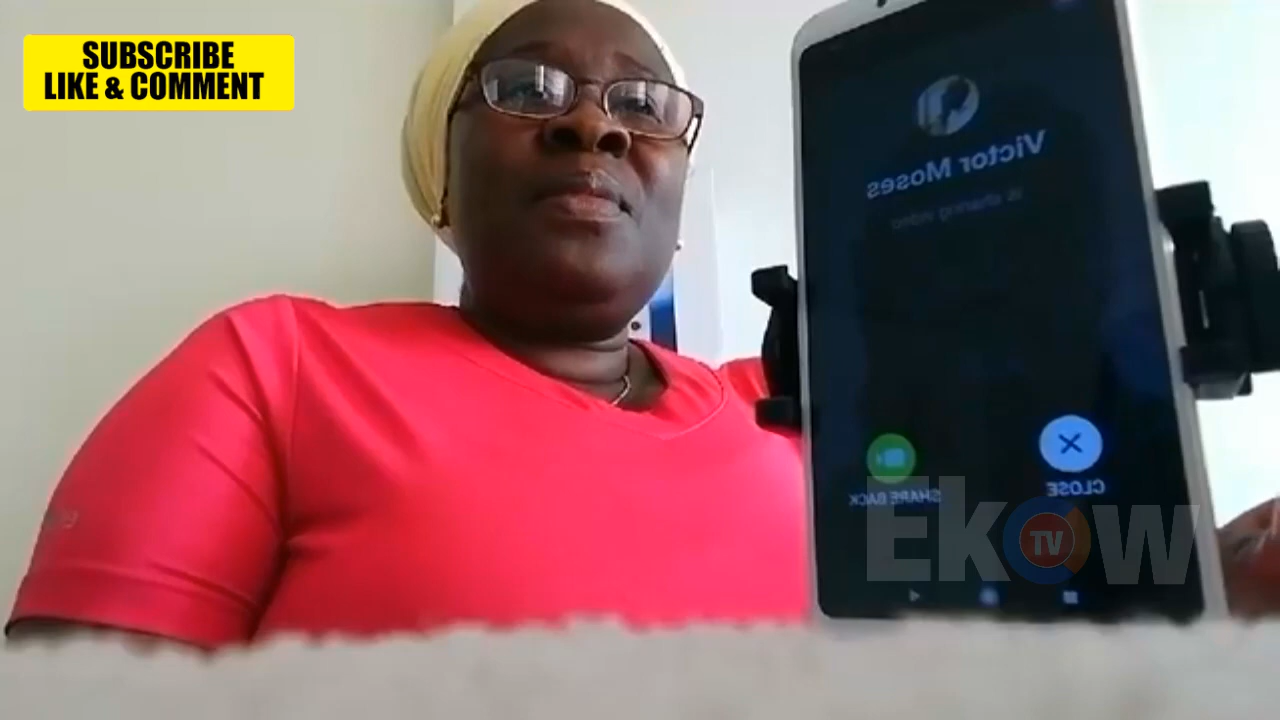 SUBSCRIBE
LIKE & COMMENT
Victor Moses
is sharing video
SHARE BACK
CLOSE
Ekow
TV